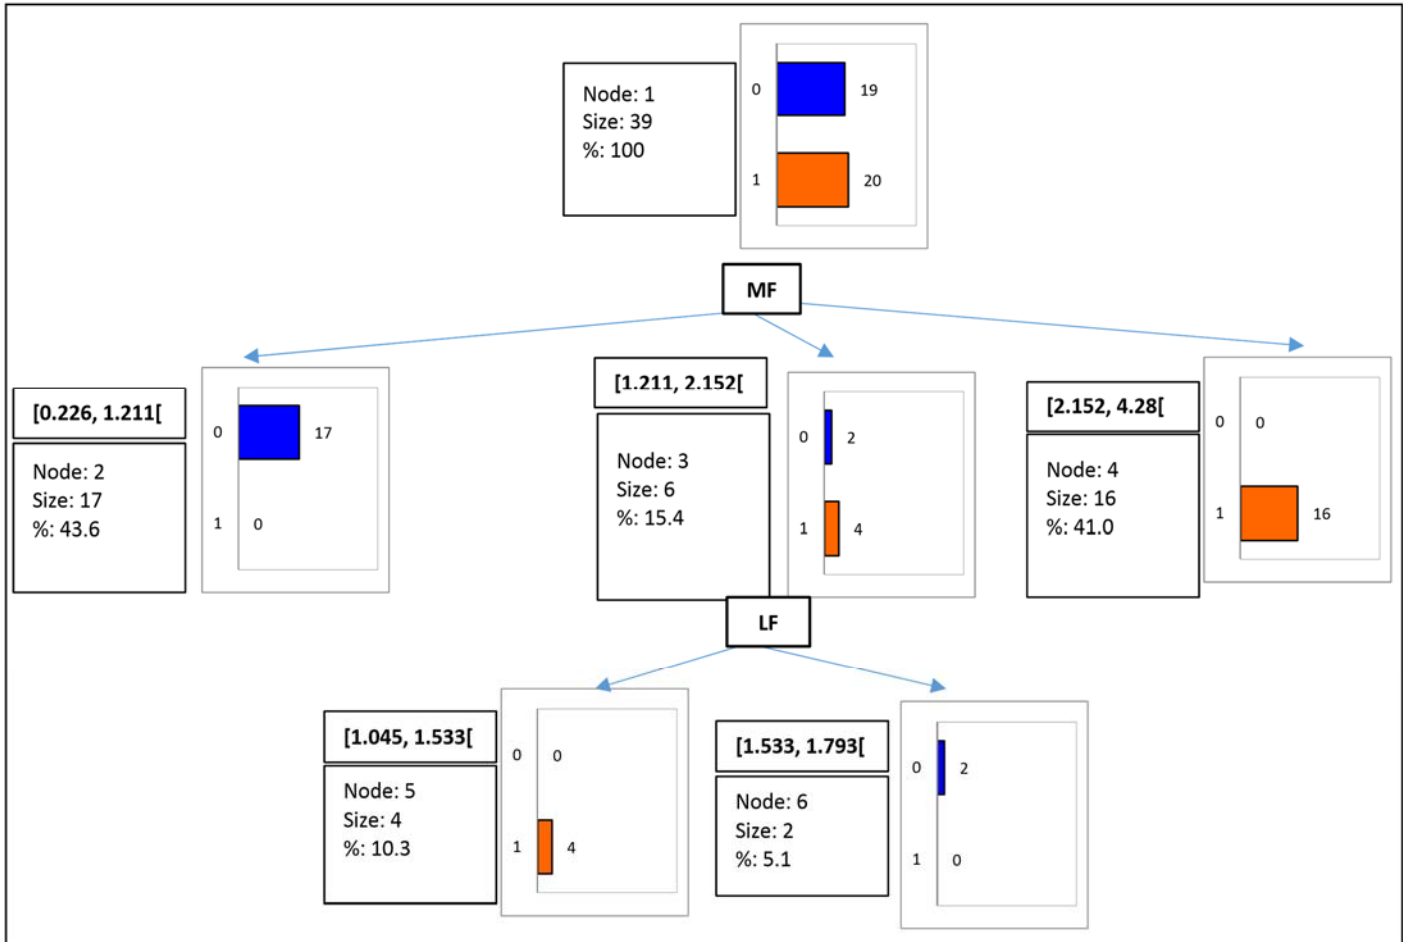 Node: 1
Size: 39
%: 100
0 19
1 20
MF
[0.226, 1.211[
Node: 2
Size: 17
%: 43.6
0 17
1 0
[1.211, 2.152[
Node: 3
Size: 6
%: 15.4
0 2
1 4
[2.152, 4.28[
Node: 4
Size: 16
%: 41.0
0 0
1 16
LF
[1.045, 1.533[
Node: 5
Size: 4
%: 10.3
0 0
1 4
[1.533, 1.793[
Node: 6
Size: 2
%: 5.1
0 2
1 0